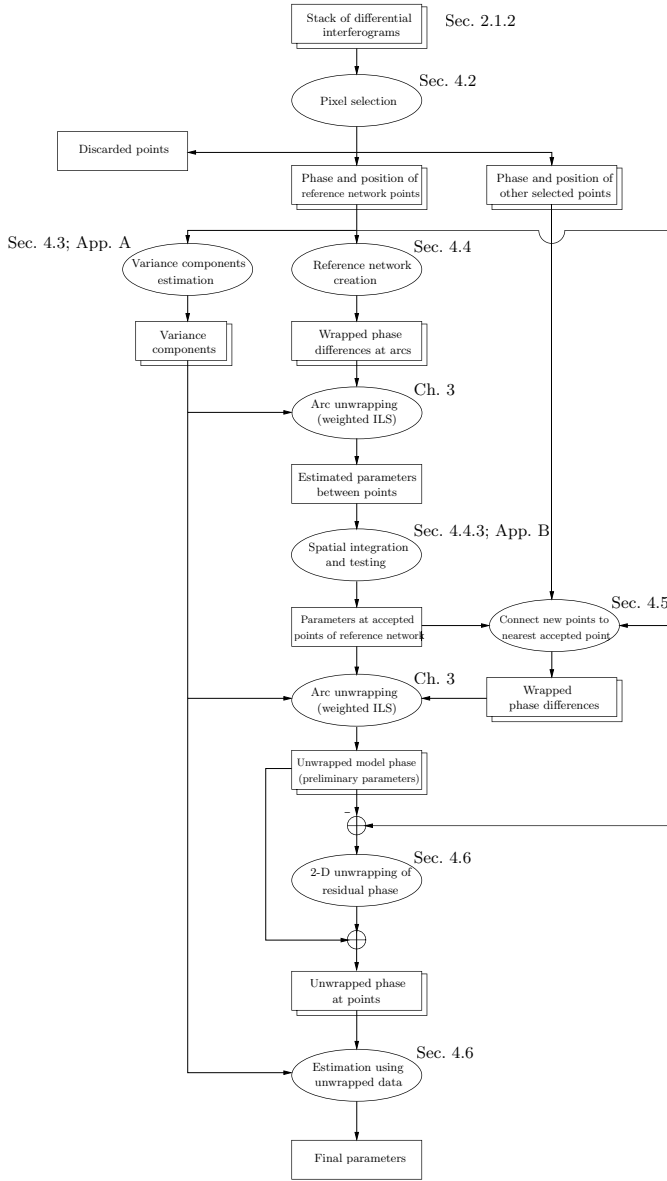 Stack of differential
interferograms
Sec. 2.1.2
Sec. 4.2
Pixel selection
Discarded points
Phase and position of
reference network points
Phase and position of
other selected points
Sec. 4.3; App. A
Variance components
estimation
Sec. 4.4
Reference network
creation
Variance
components
Wrapped phase
differences at arcs
Ch. 3
Arc unwrapping
(weighted ILS)
Estimated parameters
between points
Sec. 4.4.3; App. B
Spatial integration
and testing
Parameters at accepted
points of reference network
Sec. 4.5
Connect new points to
nearest accepted point
Ch. 3
Arc unwrapping
(weighted ILS)
Wrapped
phase differences
Unwrapped model phase
(preliminary parameters)
-
Sec. 4.6
2-D unwrapping of
residual phase
Unwrapped phase
at points
Sec. 4.6
Estimation using
unwrapped data
Final parameters